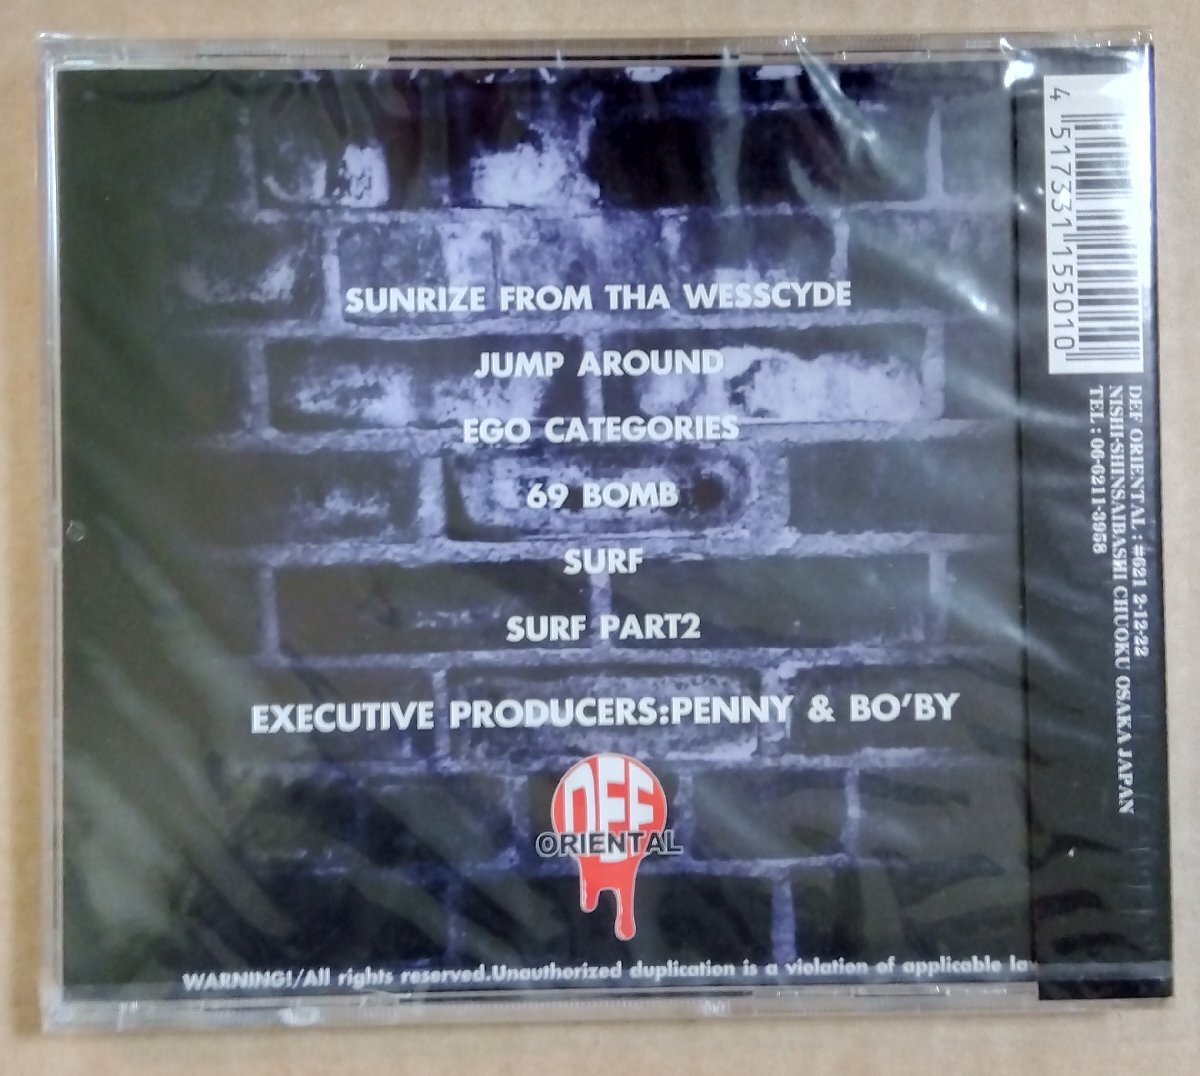 SUNRIZE FROM THA WESSCYDE
JUMP AROUND
EGO CATEGORIES
69 BOMB
SURF
SURF PART2
EXECUTIVE PRODUCERS:PENNY & BO'BY
DEF
ORIENTAL
WARNING!/All rights reserved.Unauthorized duplication is a violation of applicable la
4 517331 155010
DEF ORIENTAL : #621 2-12-22
NISHI-SHINSAIBASHI CHUOKU OSAKA JAPAN
TEL : 06-6211-3958